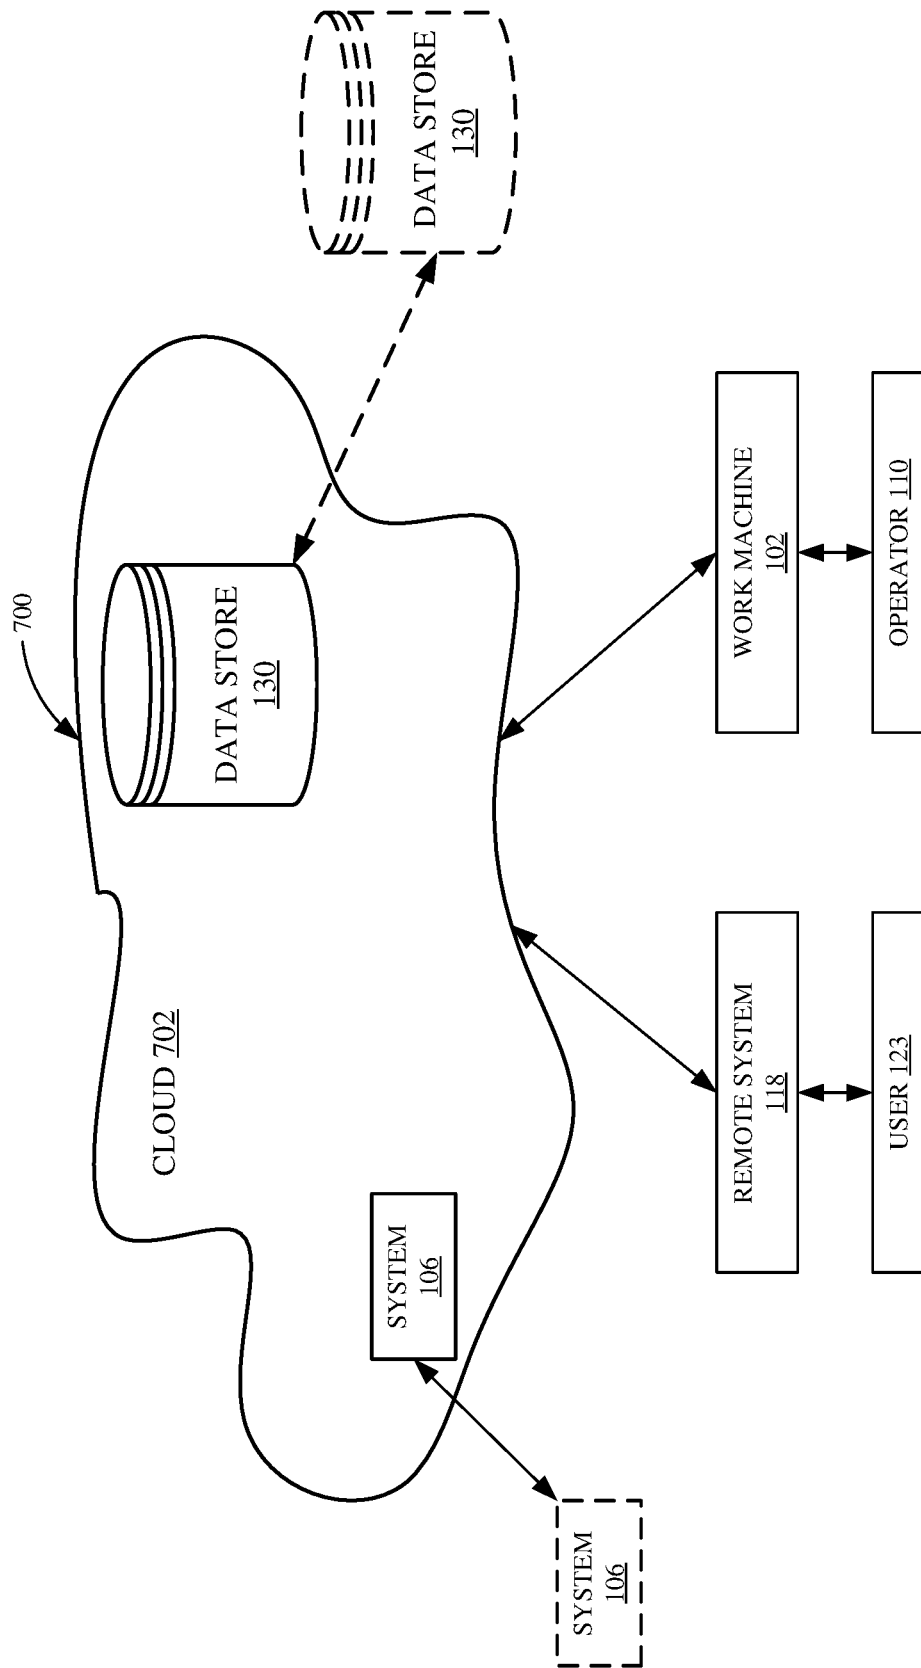 700
CLOUD 702
DATA STORE
130
DATA STORE
130
SYSTEM
106
SYSTEM
106
REMOTE SYSTEM
118
WORK MACHINE
102
USER 123
OPERATOR 110